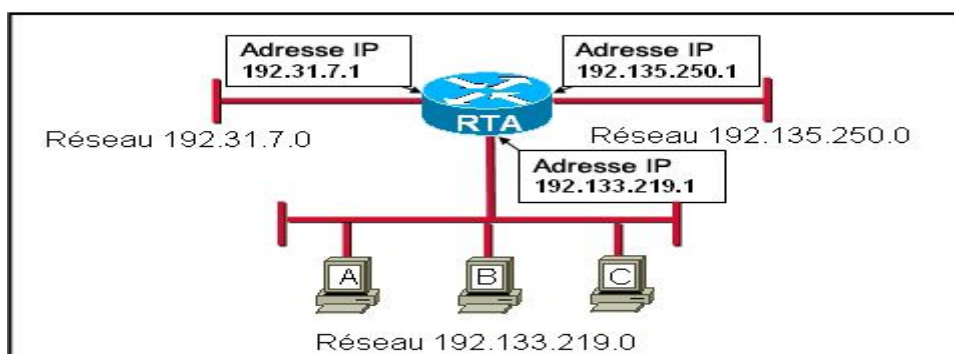 Adresse IP
192.31.7.1
Adresse IP
192.135.250.1
RTA
Réseau 192.31.7.0
Réseau 192.135.250.0
Adresse IP
192.133.219.1
A
B
C
Réseau 192.133.219.0